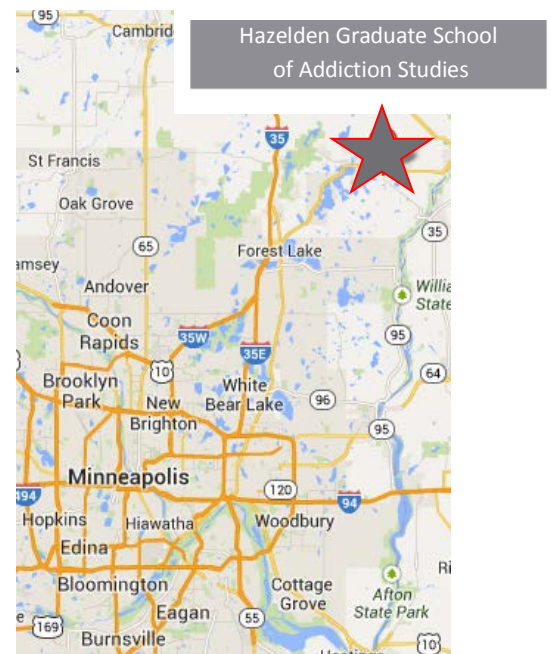 95
Cambrid
Hazelden Graduate School
of Addiction Studies
35
St Francis
Oak Grove
35
65
Forest Lake
amsey
Andover
Willia
State
Coon
Rapids
35W
95
35E
10
64
Brooklyn
Park
White
Bear Lake
New
Brighton
96
95
Minneapolis
120
494
94
Hopkins
Hiawatha
Woodbury
Edina
Bloomington
Cottage
Grove
Ri
Afton
State Park
Eagan
55
e
169
Burnsville
10